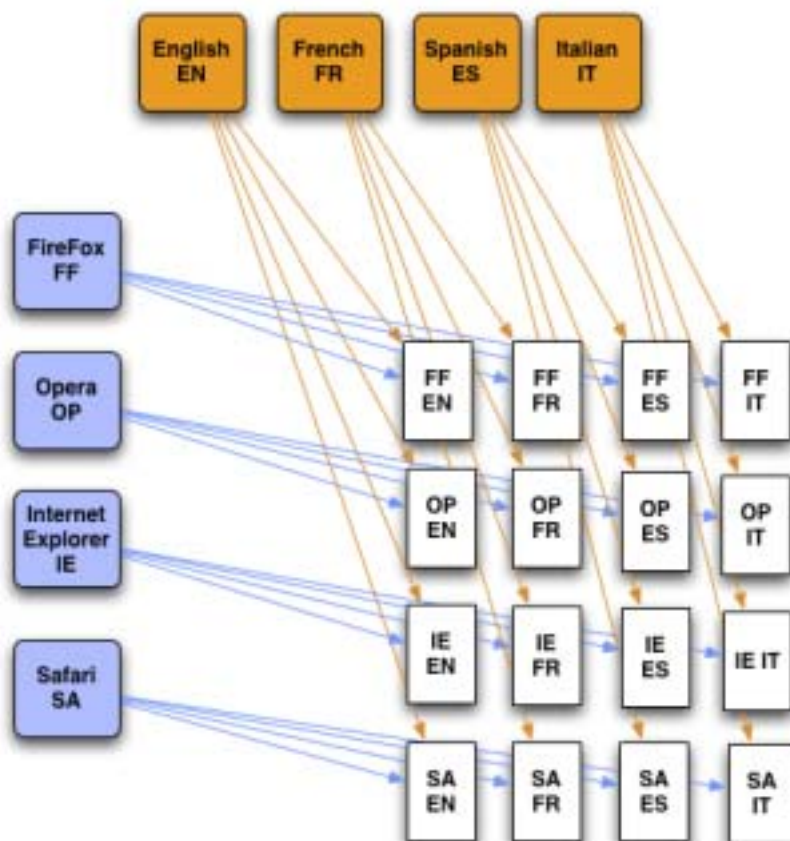 English
EN
French
FR
Spanish
ES
Italian
IT
FireFox
FF
Opera
OP
Internet
Explorer
IE
Safari
SA
FF
EN
FF
FR
FF
ES
FF
IT
OP
EN
OP
FR
OP
ES
OP
IT
IE
EN
IE
FR
IE
ES
IE IT
SA
EN
SA
FR
SA
ES
SA
IT